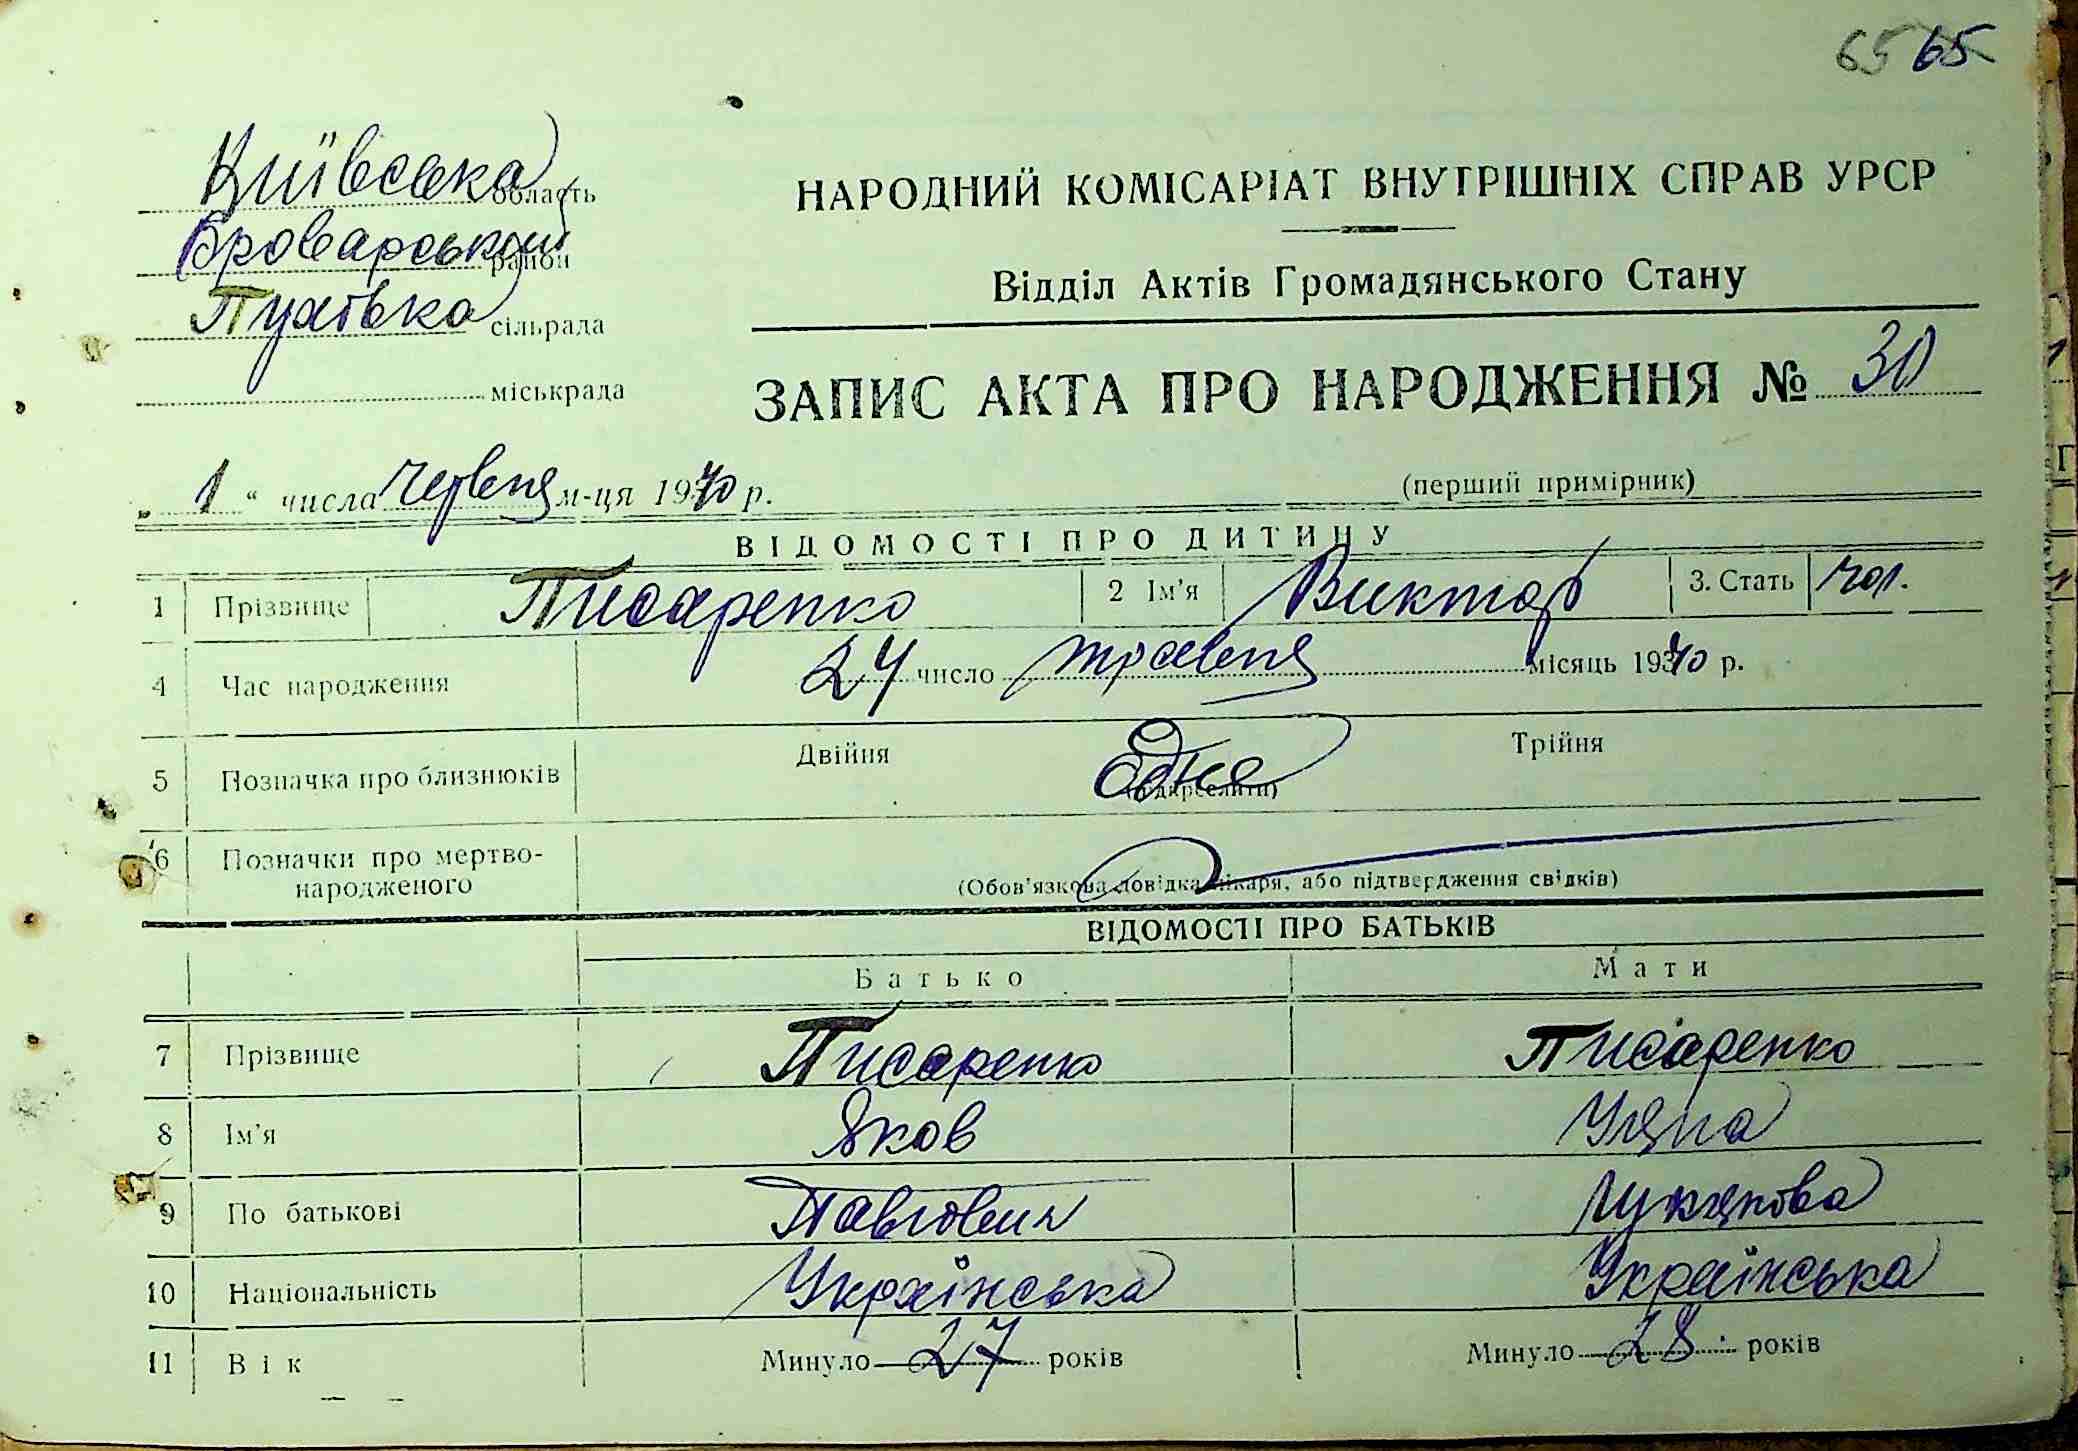 65 65
Київська область
Броварський район
Пухівка сільрада
міськрада
НАРОДНИЙ КОМІСАРІАТ ВНУТРІШНІХ СПРАВ УРСР
Відділ Актів Громадянського Стану
ЗАПИС АКТА ПРО НАРОДЖЕННЯ № 30
„ 1 “ числа червня м-ця 1940 р.
(перший примірник)
ВІДОМОСТІ ПРО ДИТИНУ
1 Прізвище Писаренко 2 Ім'я Виктор 3. Стать чол.
4 Час народження 24 число травня місяць 1940 р.
5 Позначка про близнюків Двійня Една Трійня
(підкреслити)
6 Позначки про мертво-
народженого (Обов'язкова довідка лікаря, або підтвердження свідків)
ВІДОМОСТІ ПРО БАТЬКІВ
Батько Мати
7 Прізвище Писаренко Писаренко
8 Ім'я Яков Уляна
9 По батькові Павлович Лукянова
10 Національність Українська Українська
11 Вік Минуло 27 років Минуло 28 років